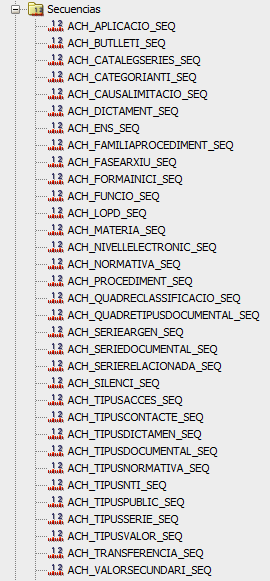 Secuencias
ACH_APLICACIO_SEQ
ACH_BUTLLETI_SEQ
ACH_CATALEGSERIES_SEQ
ACH_CATEGORIANTI_SEQ
ACH_CAUSALIMITACIO_SEQ
ACH_DICTAMENT_SEQ
ACH_ENS_SEQ
ACH_FAMILIAPROCEDIMENT_SEQ
ACH_FASEARXIU_SEQ
ACH_FORMAINICI_SEQ
ACH_FUNCIO_SEQ
ACH_LOPD_SEQ
ACH_MATERIA_SEQ
ACH_NIVELLELECTRONIC_SEQ
ACH_NORMATIVA_SEQ
ACH_PROCEDIMENT_SEQ
ACH_QUADRECLASSIFICACIO_SEQ
ACH_QUADRETIPUSDOCUMENTAL_SEQ
ACH_SERIEARGEN_SEQ
ACH_SERIEDOCUMENTAL_SEQ
ACH_SERIERELACIONADA_SEQ
ACH_SILENCI_SEQ
ACH_TIPUSACCES_SEQ
ACH_TIPUSCONTACTE_SEQ
ACH_TIPUSDICTAMEN_SEQ
ACH_TIPUSDOCUMENTAL_SEQ
ACH_TIPUSNORMATIVA_SEQ
ACH_TIPUSNTI_SEQ
ACH_TIPUSPUBLIC_SEQ
ACH_TIPUSSERIE_SEQ
ACH_TIPUSVALOR_SEQ
ACH_TRANSFERENCIA_SEQ
ACH_VALORSECUNDARI_SEQ